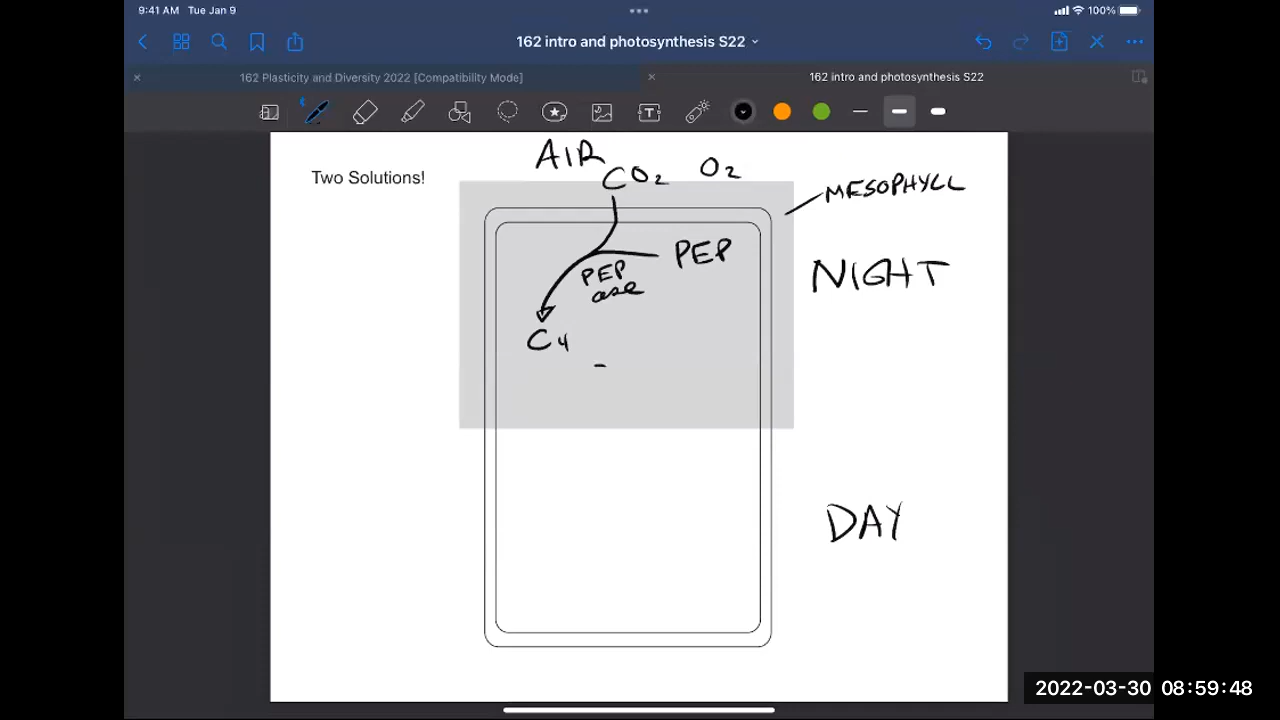 9:41 AM Tue Jan 9
100%
162 intro and photosynthesis S22
162 Plasticity and Diversity 2022 [Compatibility Mode]
162 intro and photosynthesis S22
Two Solutions!
AIR
CO₂ O₂
MESOPHYLL
PEP
PEP
ase
NIGHT
C₄
DAY
2022-03-30 08:59:48